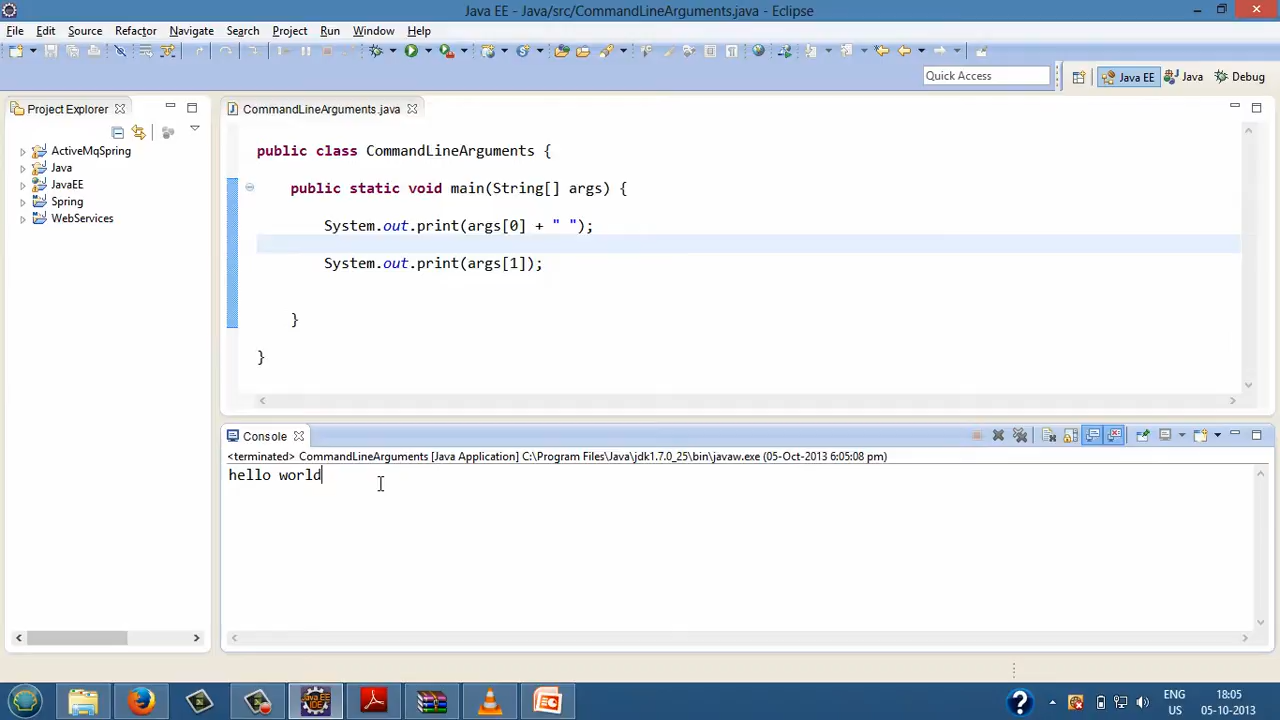 Java EE - Java/src/CommandLineArguments.java - Eclipse
File Edit Source Refactor Navigate Search Project Run Window Help
Quick Access
Java EE Java Debug
Project Explorer
ActiveMqSpring
Java
JavaEE
Spring
WebServices
CommandLineArguments.java
public class CommandLineArguments {
public static void main(String[] args) {
System.out.print(args[0] + " ");
System.out.print(args[1]);
}
}
Console
<terminated> CommandLineArguments [Java Application] C:\Program Files\Java\jdk1.7.0_25\bin\javaw.exe (05-Oct-2013 6:05:08 pm)
hello world
Java EE
IDE
ENG
US
18:05
05-10-2013